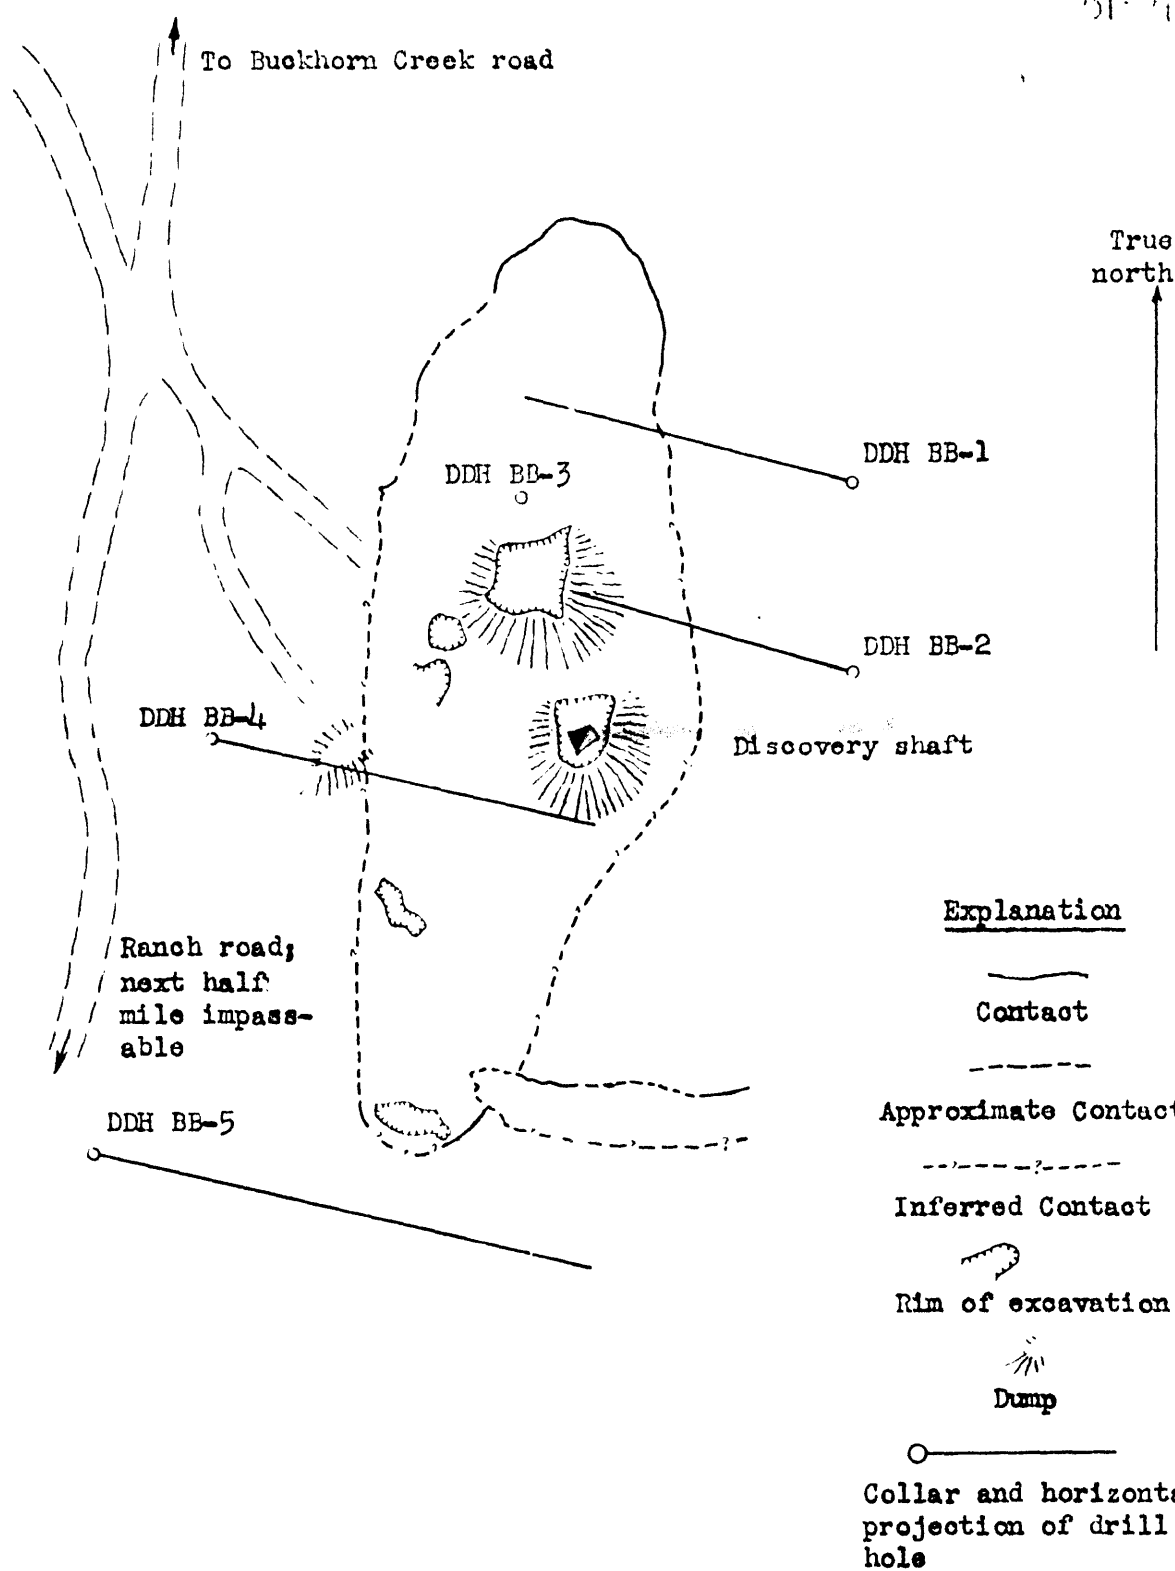 To Buckhorn Creek road
True
north
DDH BB-1
DDH BB-3
DDH BB-2
DDH BB-4
Discovery shaft
Ranch road;
next half
mile impass-
able
DDH BB-5
Explanation
Contact
Approximate Contact
?
Inferred Contact
?
Rim of excavation
Dump
Collar and horizonta
projection of drill
hole